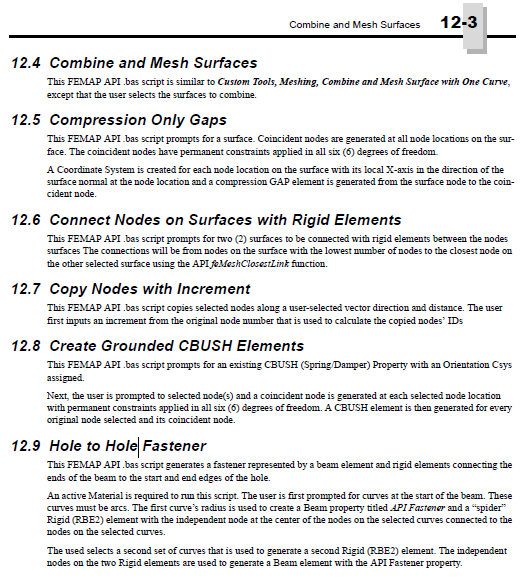 Combine and Mesh Surfaces 12-3
12.4 Combine and Mesh Surfaces
This FEMAP API .bas script is similar to Custom Tools, Meshing, Combine and Mesh Surface with One Curve,
except that the user selects the surfaces to combine.
12.5 Compression Only Gaps
This FEMAP API .bas script prompts for a surface. Coincident nodes are generated at all node locations on the sur-
face. The coincident nodes have permanent constraints applied in all six (6) degrees of freedom.
A Coordinate System is created for each node location on the surface with its local X-axis in the direction of the
surface normal at the node location and a compression GAP element is generated from the surface node to the coin-
cident node.
12.6 Connect Nodes on Surfaces with Rigid Elements
This FEMAP API .bas script prompts for two (2) surfaces to be connected with rigid elements between the nodes
surfaces The connections will be from nodes on the surface with the lowest number of nodes to the closest node on
the other selected surface using the API feMeshClosestLink function.
12.7 Copy Nodes with Increment
This FEMAP API .bas script copies selected nodes along a user-selected vector direction and distance. The user
first inputs an increment from the original node number that is used to calculate the copied nodes' IDs
12.8 Create Grounded CBUSH Elements
This FEMAP API .bas script prompts for an existing CBUSH (Spring/Damper) Property with an Orientation Csys
assigned.
Next, the user is prompted to selected node(s) and a coincident node is generated at each selected node location
with permanent constraints applied in all six (6) degrees of freedom. A CBUSH element is then generated for every
original node selected and its coincident node.
12.9 Hole to Hole Fastener
This FEMAP API .bas script generates a fastener represented by a beam element and rigid elements connecting the
ends of the beam to the start and end edges of the hole.
An active Material is required to run this script. The user is first prompted for curves at the start of the beam. These
curves must be arcs. The first curve's radius is used to create a Beam property titled API Fastener and a "spider"
Rigid (RBE2) element with the independent node at the center of the nodes on the selected curves connected to the
nodes on the selected curves.
The used selects a second set of curves that is used to generate a second Rigid (RBE2) element. The independent
nodes on the two Rigid elements are used to generate a Beam element with the API Fastener property.